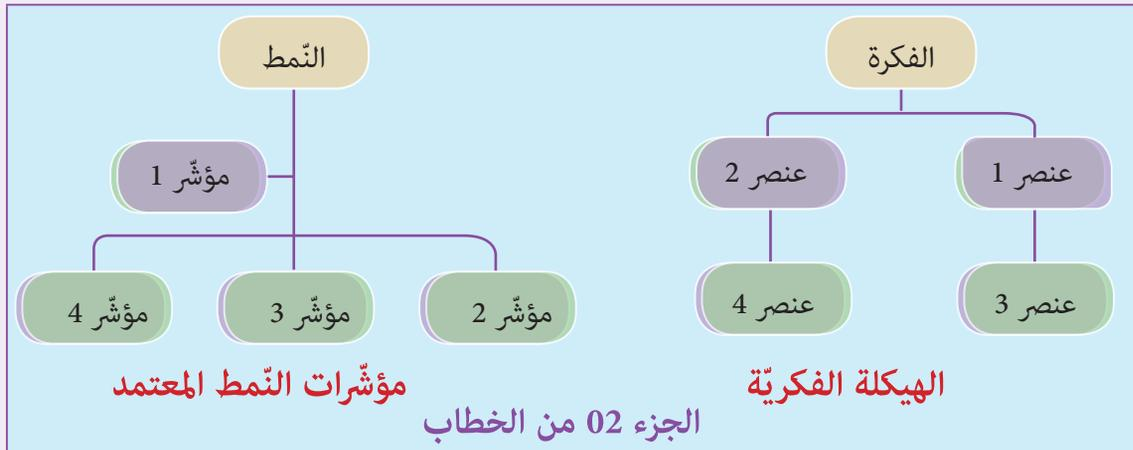 الفكرة
النّمط
عنصر 1
عنصر 2
مؤشّر 1
عنصر 3
عنصر 4
مؤشّر 2
مؤشّر 3
مؤشّر 4
الهيكلة الفكريّة
مؤشّرات النّمط المعتمد
الجزء 02 من الخطاب